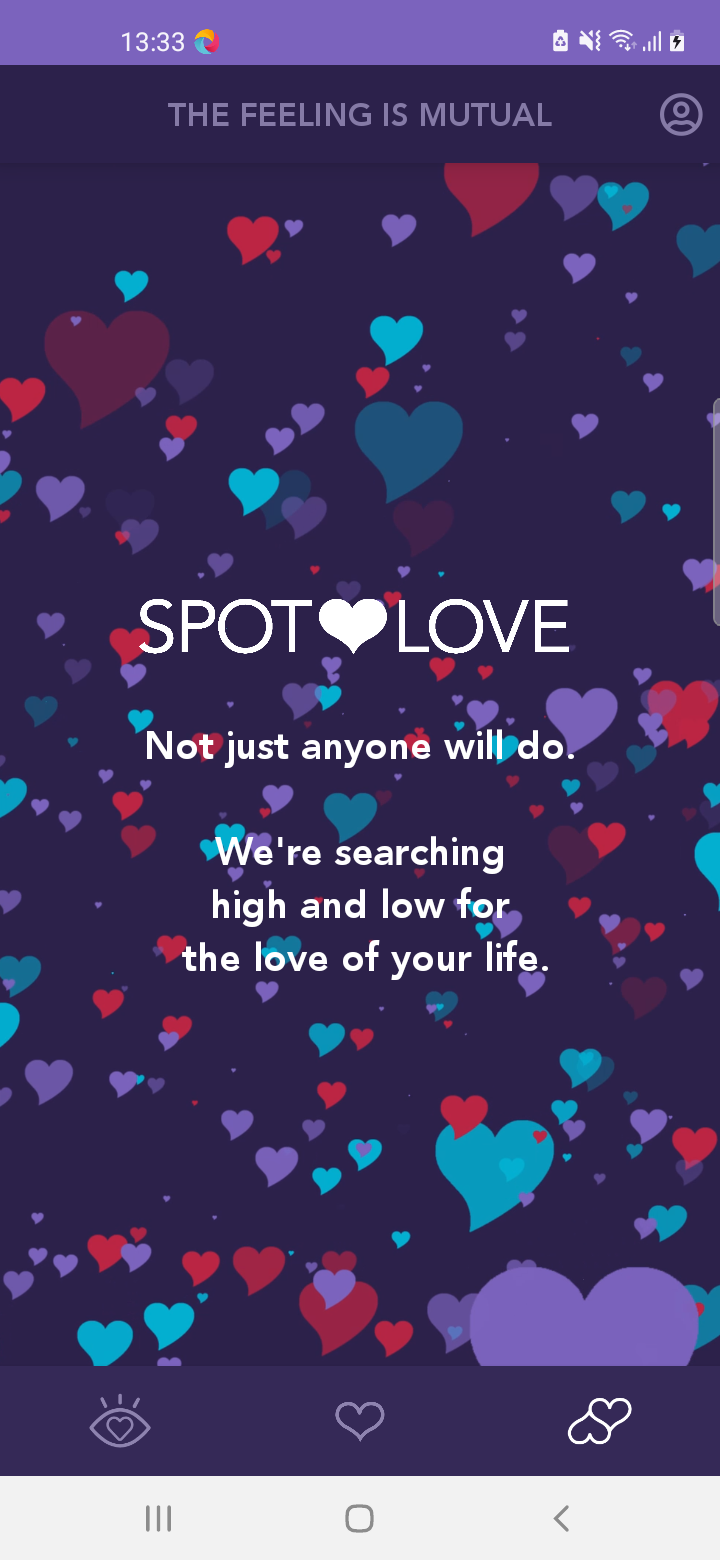 13:33
THE FEELING IS MUTUAL
SPOT LOVE
Not just anyone will do.
We're searching
high and low for
the love of your life.